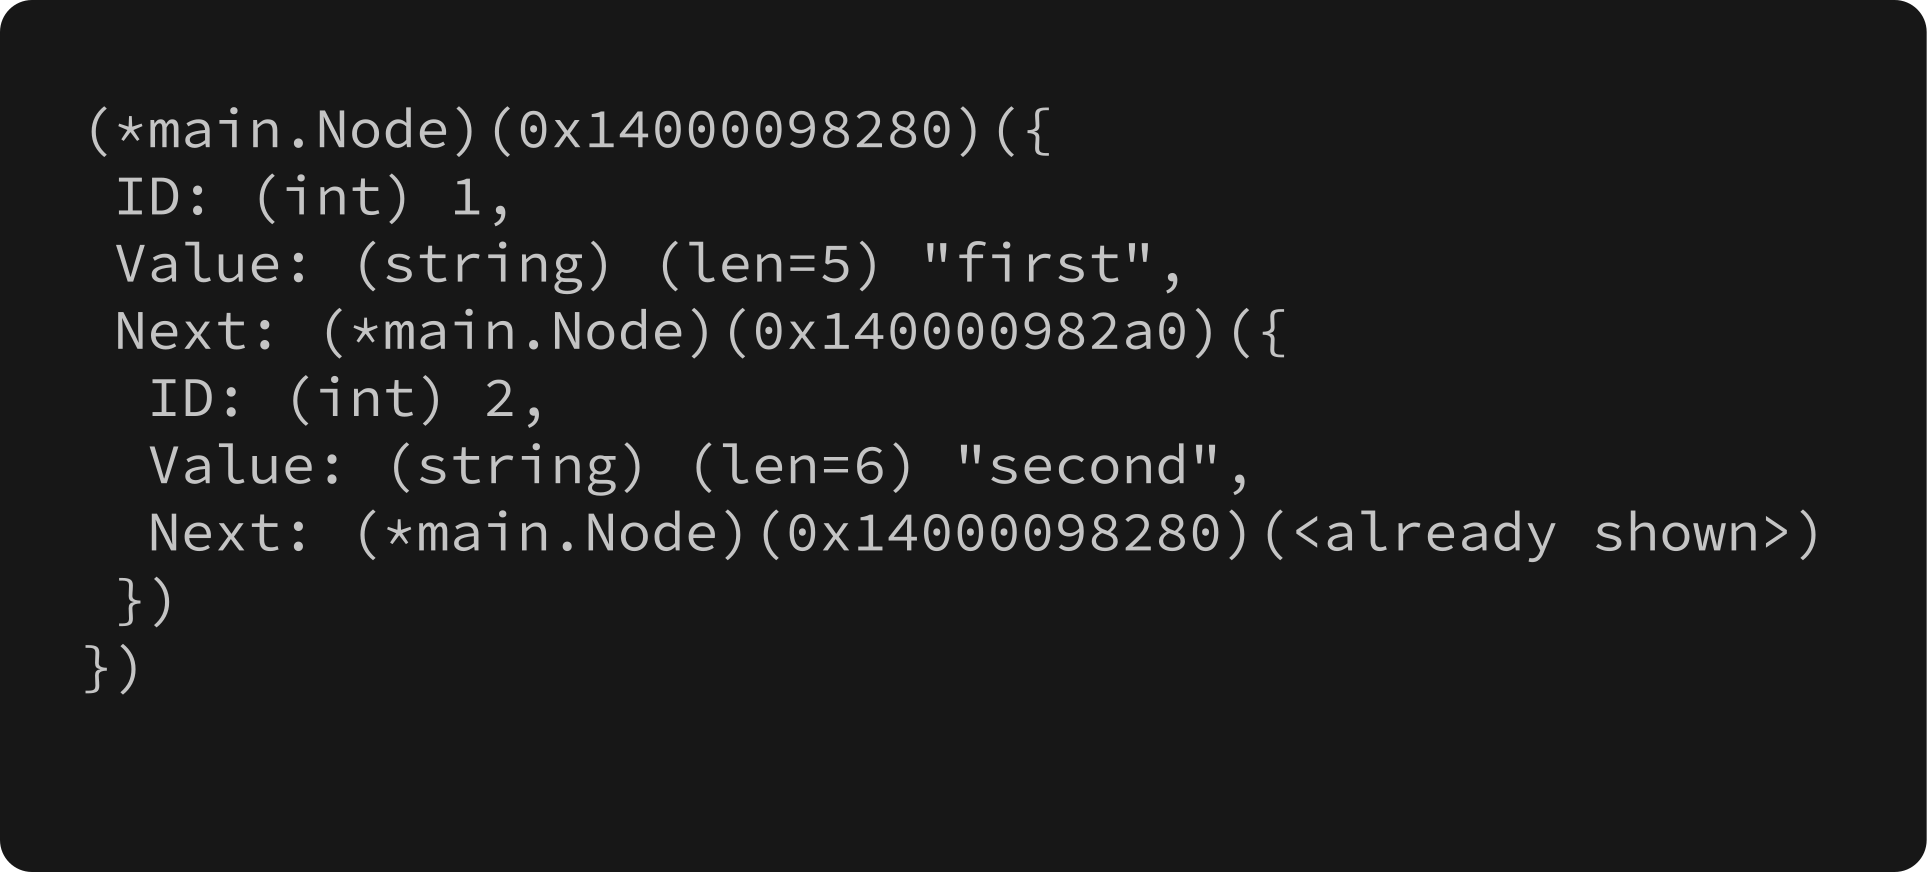 (*main.Node)(0x14000098280)({
 ID: (int) 1,
 Value: (string) (len=5) "first",
 Next: (*main.Node)(0x140000982a0)({
  ID: (int) 2,
  Value: (string) (len=6) "second",
  Next: (*main.Node)(0x14000098280)(<already shown>)
 })
})